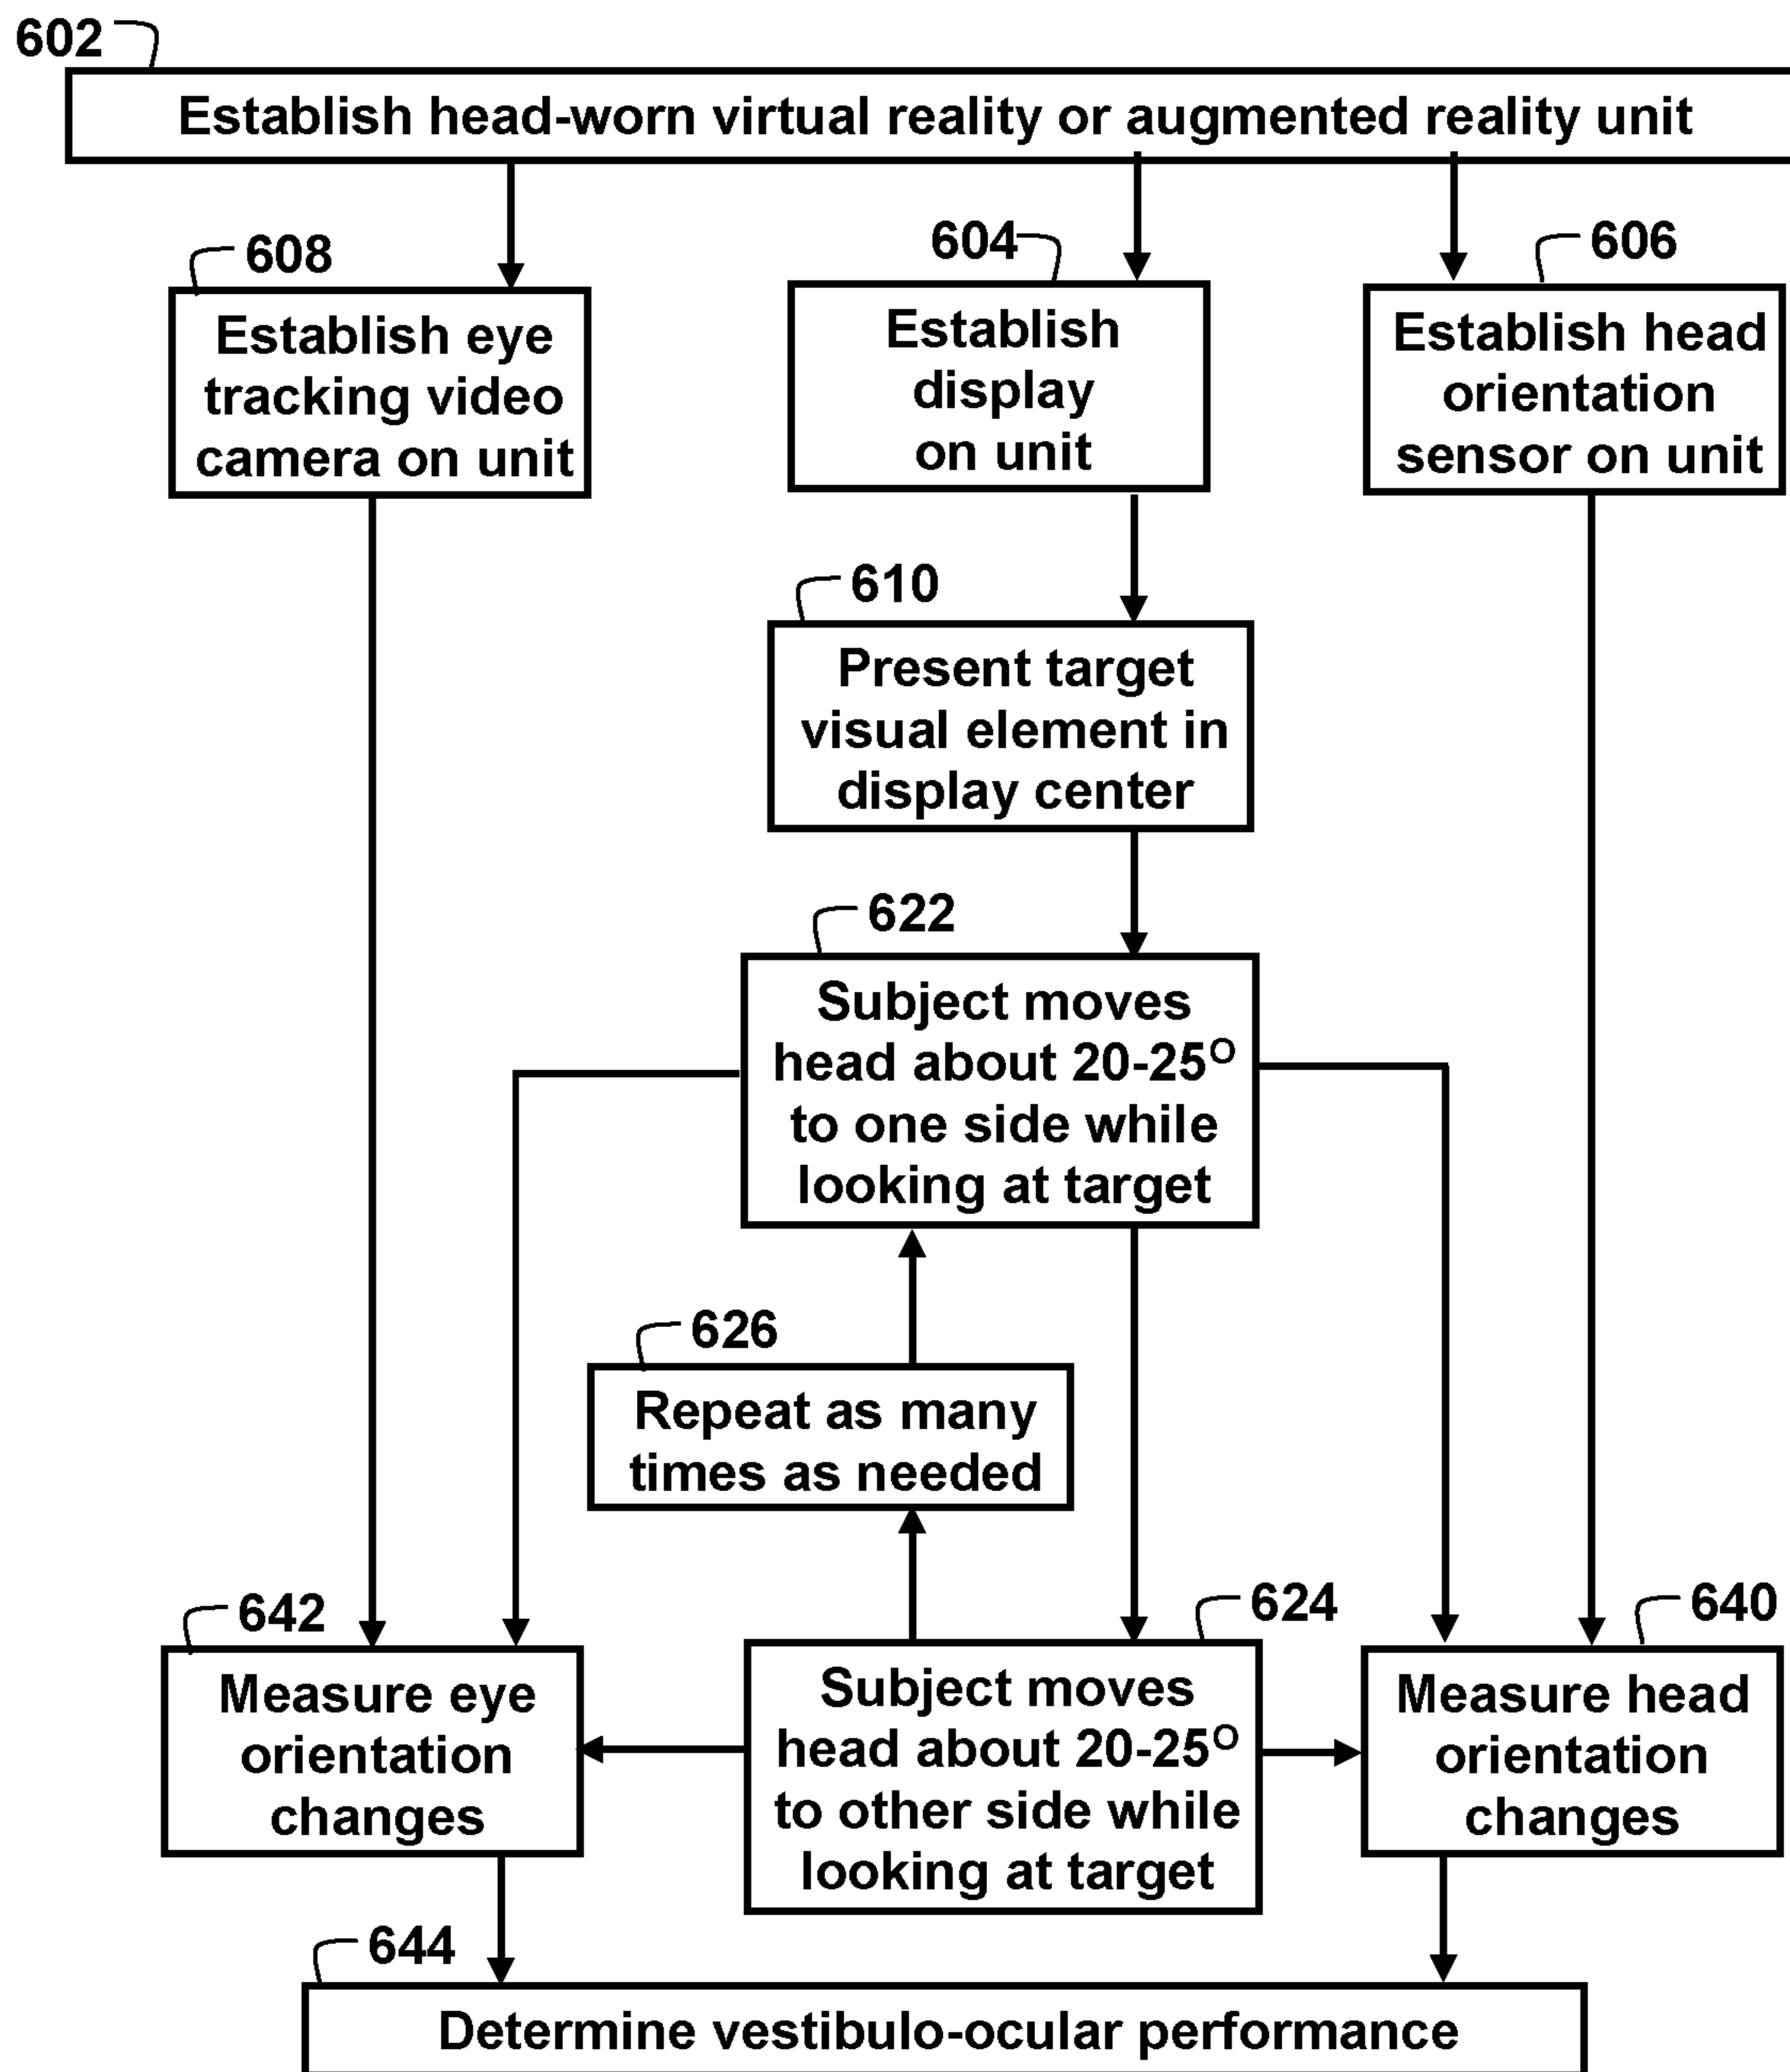 602
Establish head-worn virtual reality or augmented reality unit
608
Establish eye
tracking video
camera on unit
604
Establish
display
on unit
606
Establish head
orientation
sensor on unit
610
Present target
visual element in
display center
622
Subject moves
head about 20-25°
to one side while
looking at target
626
Repeat as many
times as needed
642
Measure eye
orientation
changes
624
Subject moves
head about 20-25°
to other side while
looking at target
640
Measure head
orientation
changes
644
Determine vestibulo-ocular performance